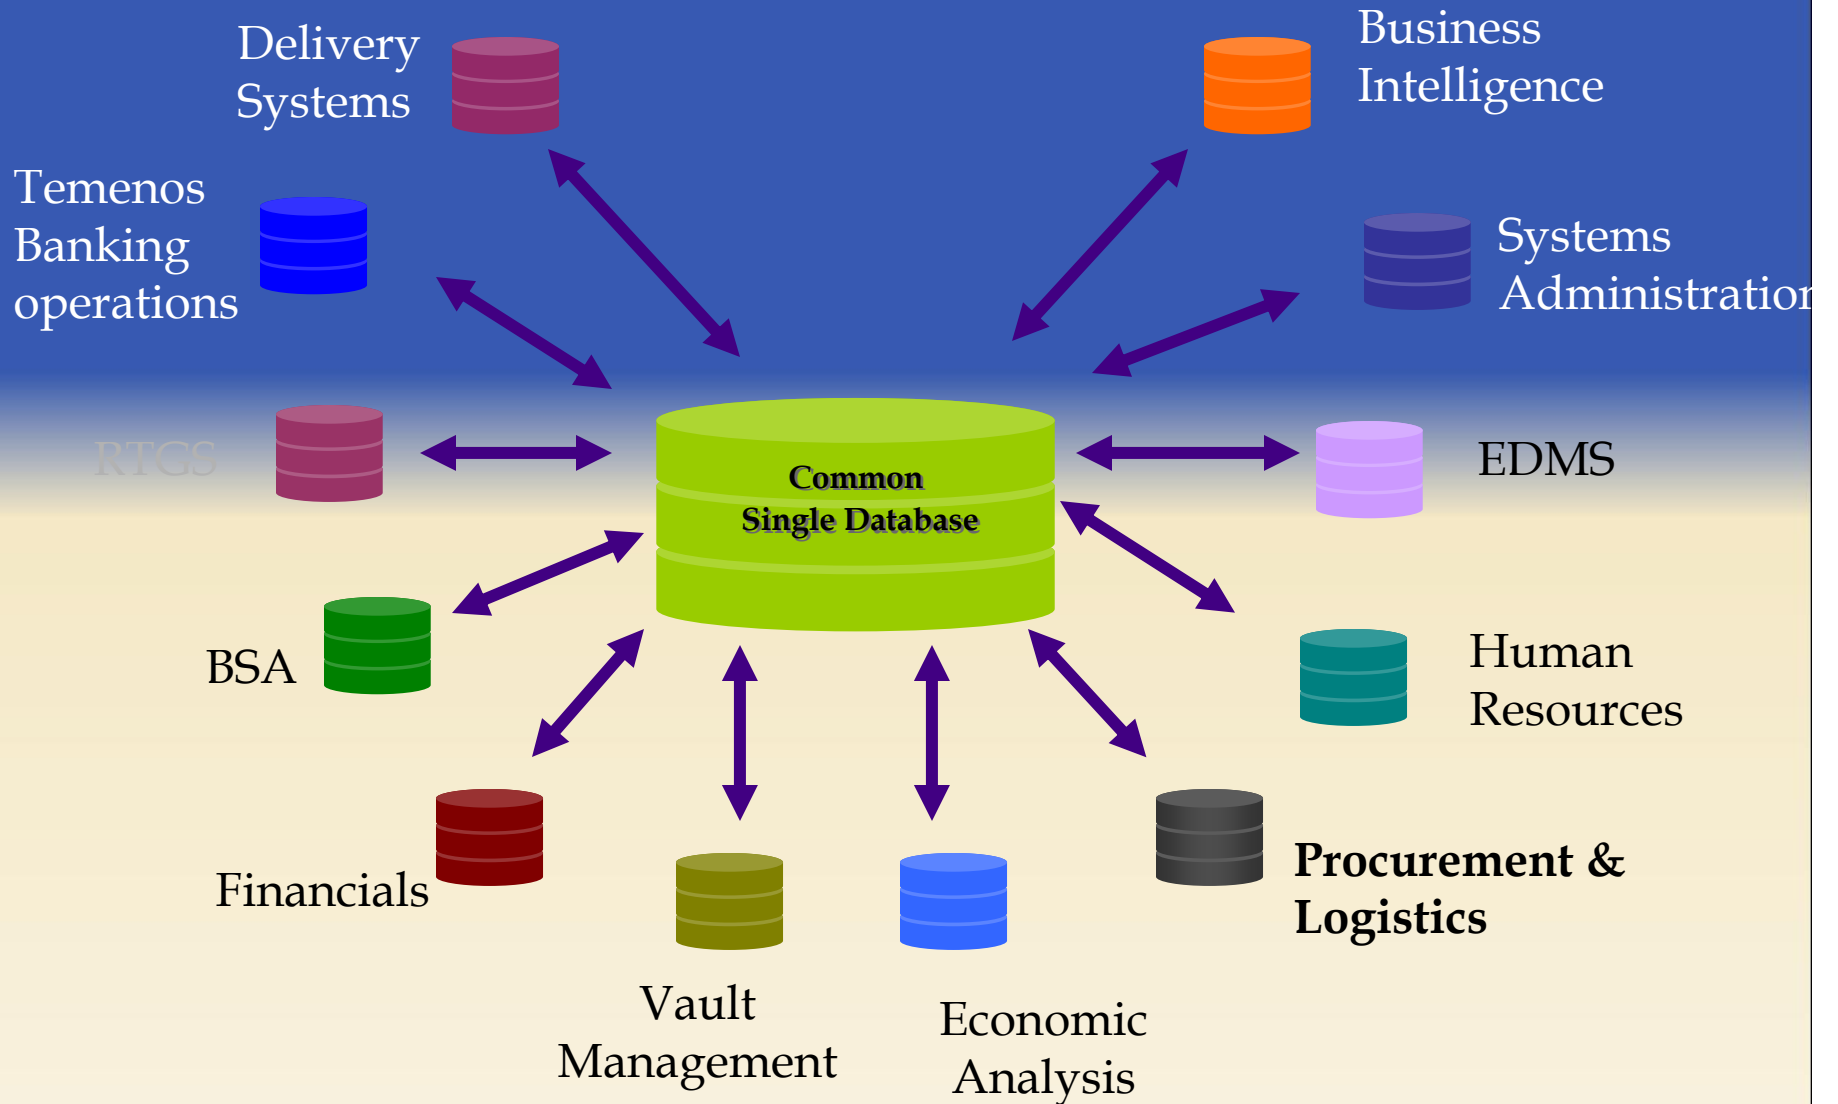 Delivery
Systems
Business
Intelligence
Temenos
Banking
operations
Systems
Administration
RTGS
Common
Single Database
EDMS
BSA
Human
Resources
Financials
Procurement &
Logistics
Vault
Management
Economic
Analysis